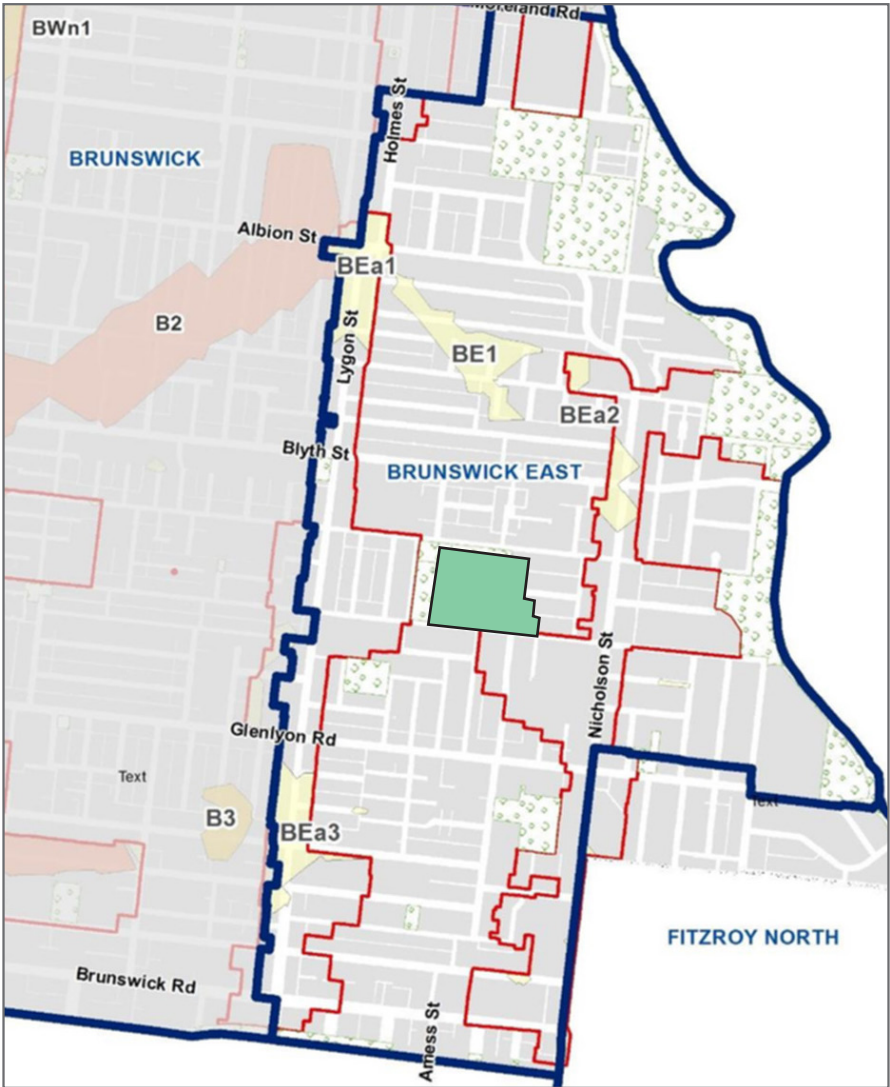 Moreland Rd
BWn1
Holmes St
BRUNSWICK
Albion St
BEa1
B2
Lygon St
BE1
BEa2
Blyth St
BRUNSWICK EAST
Nicholson St
Glenlyon Rd
Text
Text
B3
BEa3
FITZROY NORTH
Brunswick Rd
Amess St